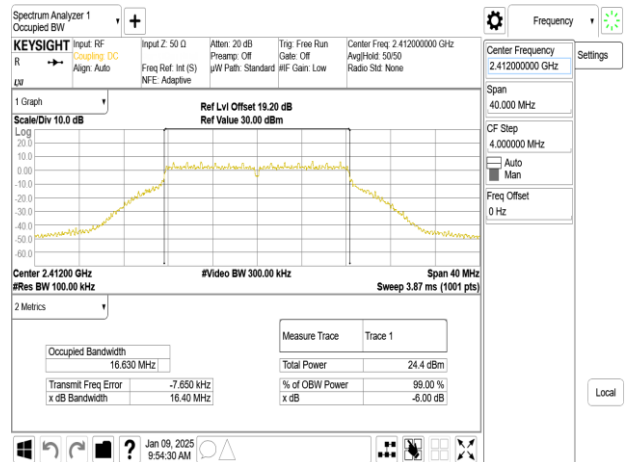 Spectrum Analyzer 1
Occupied BW
Frequency
KEYSIGHT
R
LXI
Input: RF
Coupling: DC
Align: Auto
Input Z: 50 Ω
Freq Ref: Int (S)
NFE: Adaptive
Atten: 20 dB
Preamp: Off
µW Path: Standard
Trig: Free Run
Gate: Off
#IF Gain: Low
Center Freq: 2.412000000 GHz
Avg|Hold: 50/50
Radio Std: None
Center Frequency
2.412000000 GHz
Settings
Span
40.000 MHz
CF Step
4.000000 MHz
Auto
Man
Freq Offset
0 Hz
Local
1 Graph
Scale/Div 10.0 dB
Ref Lvl Offset 19.20 dB
Ref Value 30.00 dBm
Log
20.0
10.0
0.00
-10.0
-20.0
-30.0
-40.0
-50.0
-60.0
Center 2.41200 GHz
#Video BW 300.00 kHz
Span 40 MHz
#Res BW 100.00 kHz
Sweep 3.87 ms (1001 pts)
2 Metrics
Measure Trace Trace 1
Occupied Bandwidth
16.630 MHz
Total Power 24.4 dBm
Transmit Freq Error -7.650 kHz
% of OBW Power 99.00 %
x dB Bandwidth 16.40 MHz
x dB -6.00 dB
?
Jan 09, 2025
9:54:30 AM